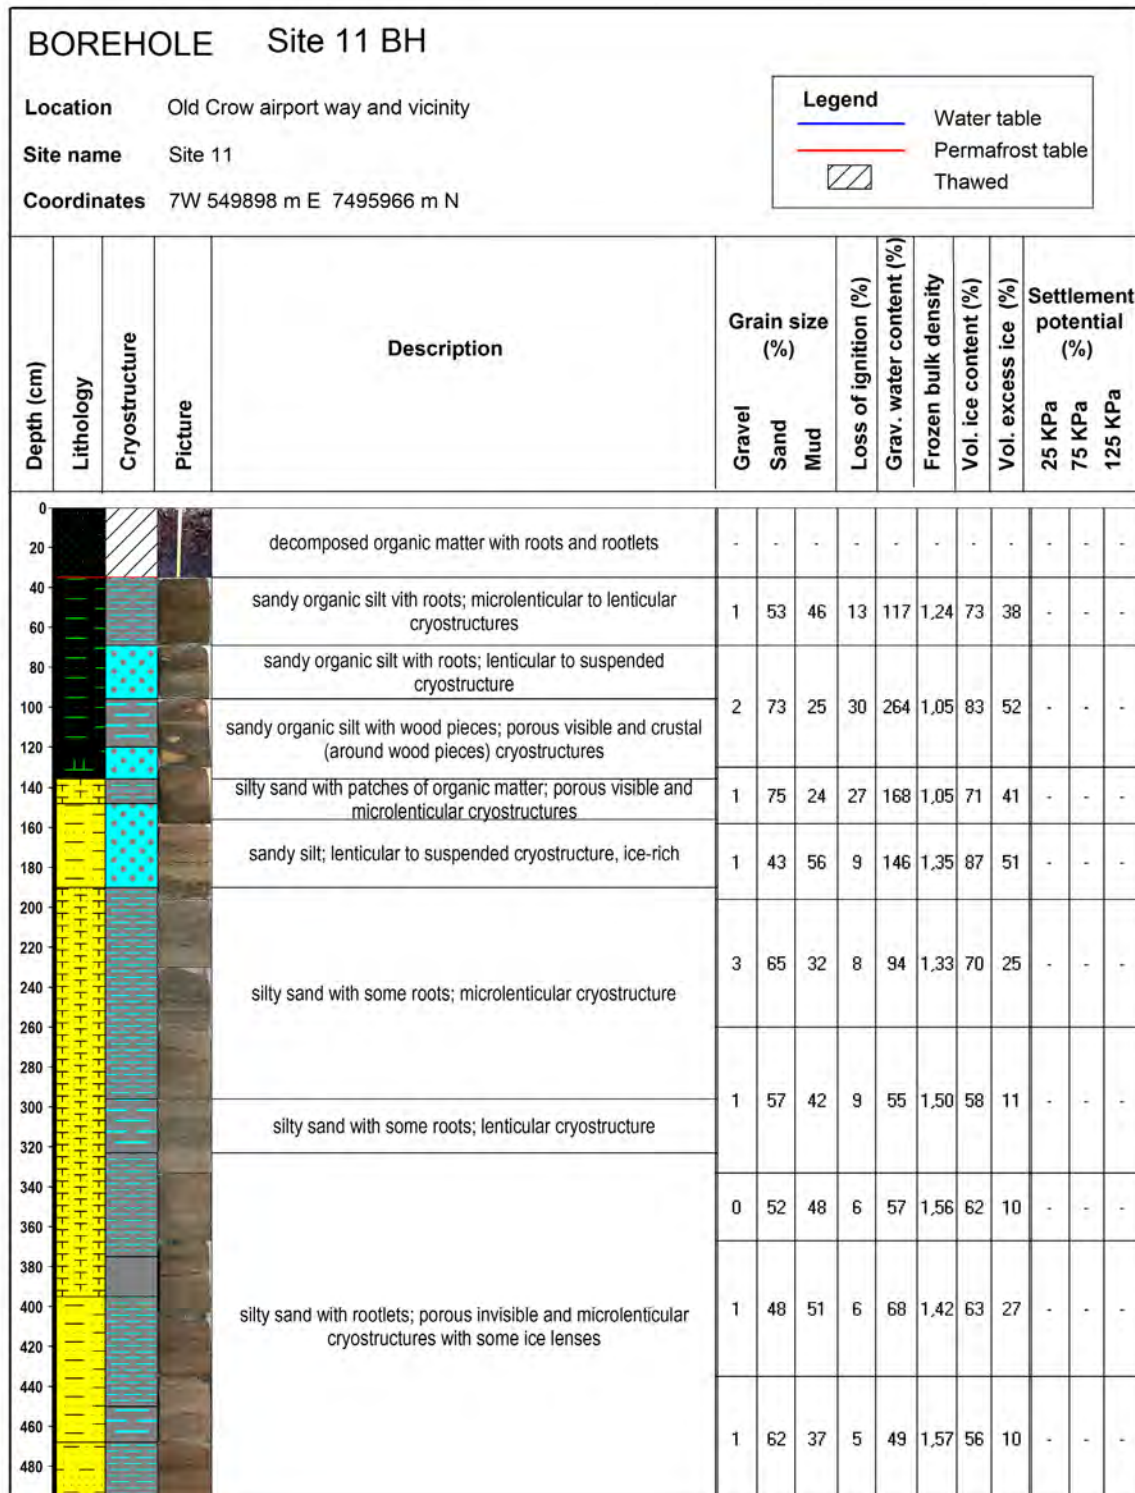 BOREHOLE Site 11 BH
Location Old Crow airport way and vicinity
Site name Site 11
Coordinates 7W 549898 m E 7495966 m N
Legend
Water table
Permafrost table
Thawed
Depth (cm)
Lithology
Cryostructure
Picture
Description
Grain size
(%)
Gravel
Sand
Mud
Loss of ignition (%)
Grav. water content (%)
Frozen bulk density
Vol. ice content (%)
Vol. excess ice (%)
Settlement
potential
(%)
25 KPa
75 KPa
125 KPa
0
decomposed organic matter with roots and rootlets - - - - - - - - - - -
20
40
sandy organic silt vith roots; microlenticular to lenticular
cryostructures
1 53 46 13 117 1,24 73 38 - - -
60
sandy organic silt with roots; lenticular to suspended
cryostructure
80
100
2 73 25 30 264 1,05 83 52 - - -
sandy organic silt with wood pieces; porous visible and crustal
(around wood pieces) cryostructures
120
140
silty sand with patches of organic matter; porous visible and
microlenticular cryostructures
1 75 24 27 168 1,05 71 41 - - -
160
sandy silt; lenticular to suspended cryostructure, ice-rich
1 43 56 9 146 1,35 87 51 - - -
180
200
220
3 65 32 8 94 1,33 70 25 - - -
240
silty sand with some roots; microlenticular cryostructure
260
280
300
1 57 42 9 55 1,50 58 11 - - -
silty sand with some roots; lenticular cryostructure
320
340
0 52 48 6 57 1,56 62 10 - - -
360
380
400
1 48 51 6 68 1,42 63 27 - - -
silty sand with rootlets; porous invisible and microlenticular
cryostructures with some ice lenses
420
440
460
1 62 37 5 49 1,57 56 10 - - -
480